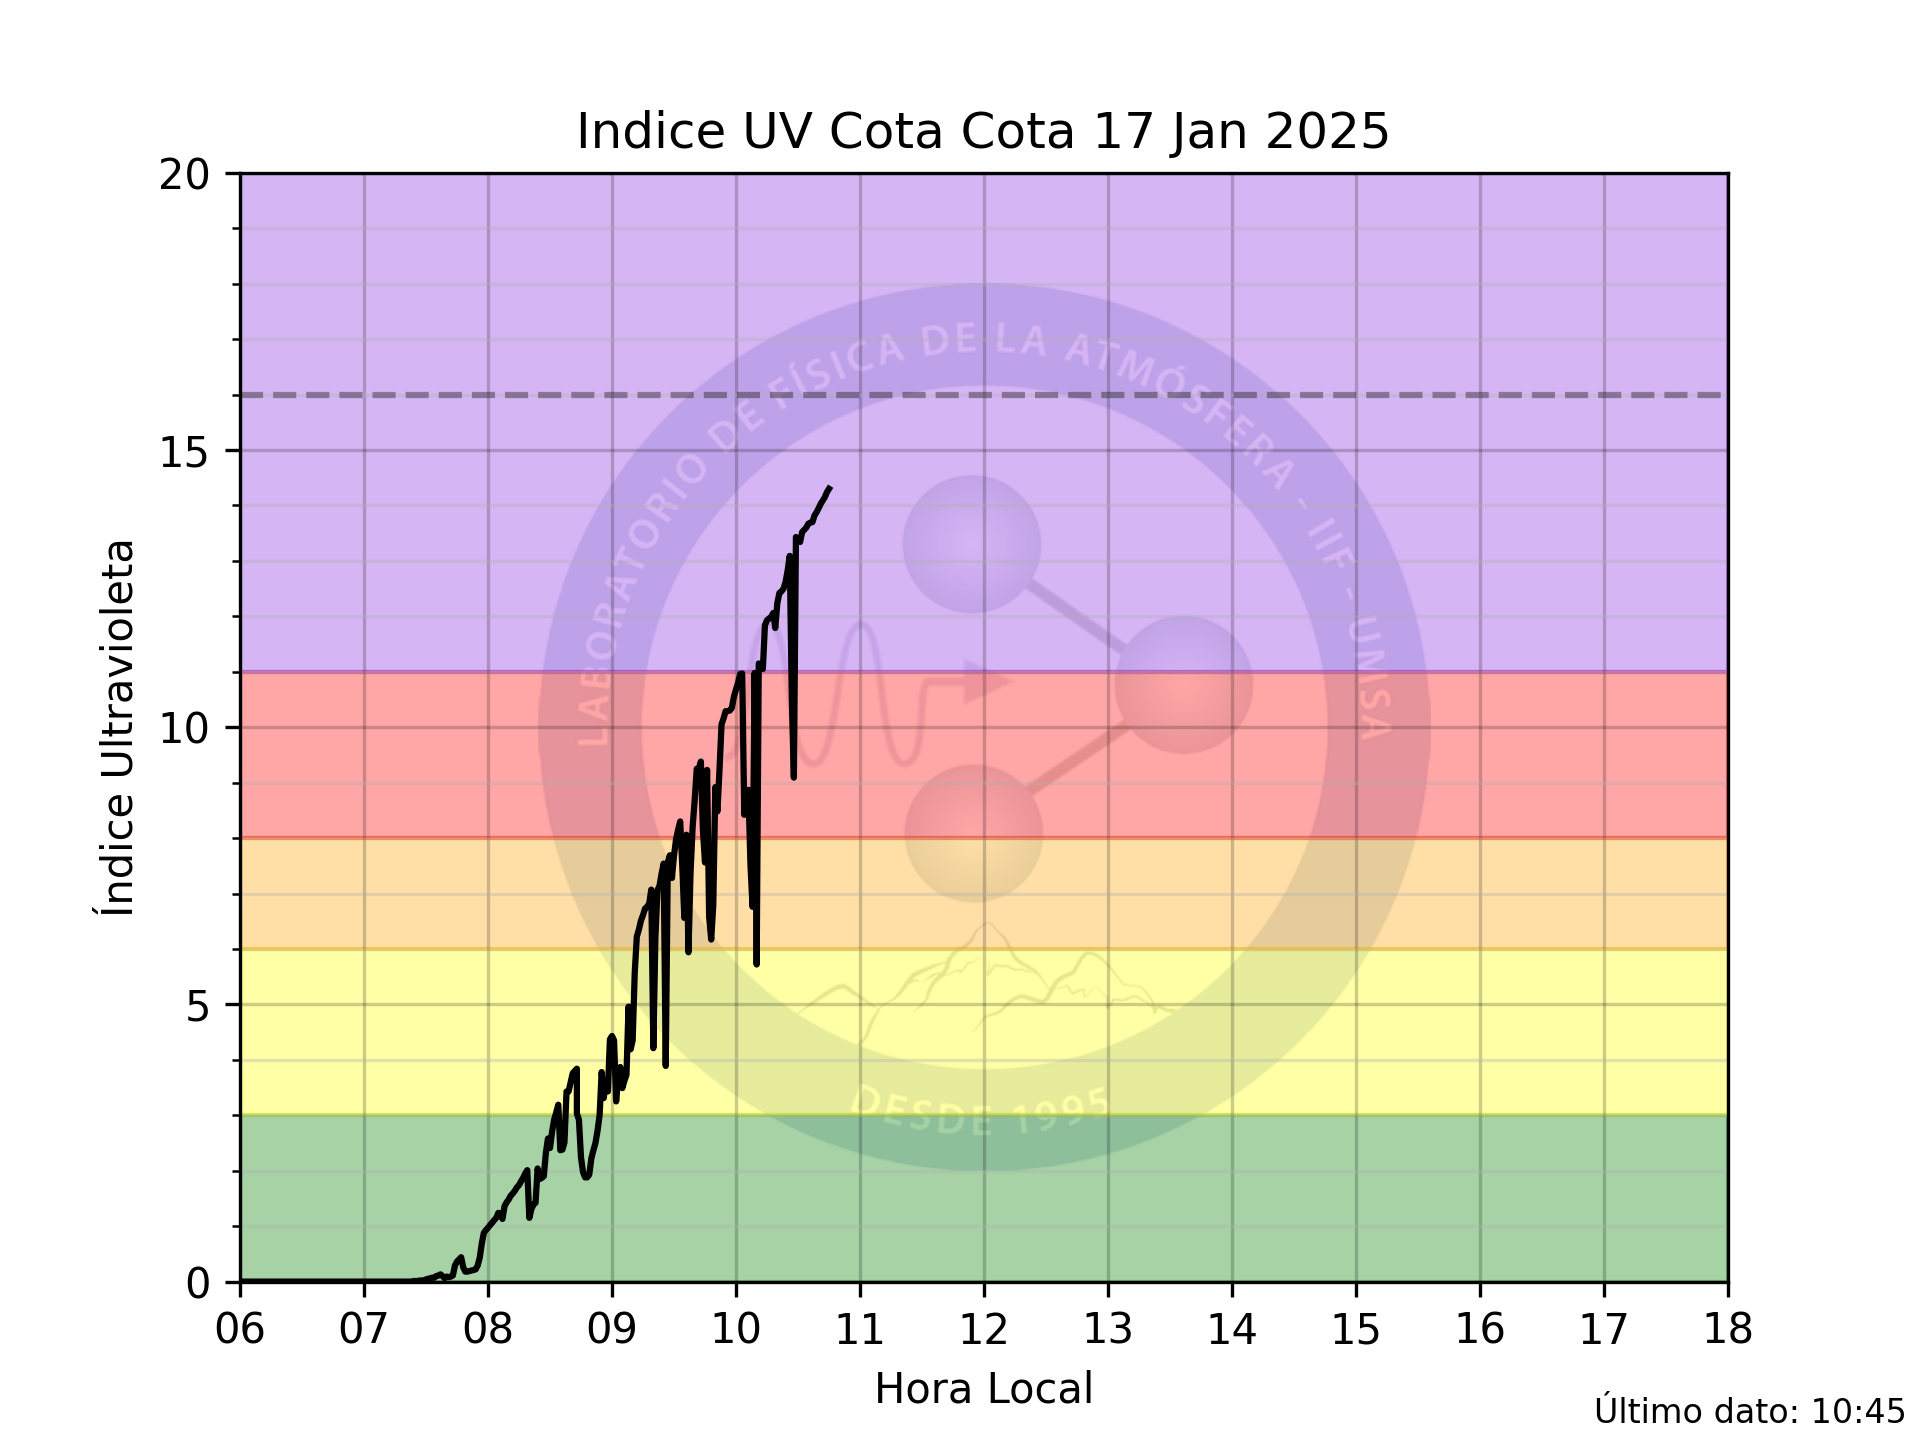 Indice UV Cota Cota 17 Jan 2025
20
15
10
5
0
Índice Ultravioleta
LABORATORIO DE FÍSICA DE LA ATMÓSFERA - IIF - UMSA
DESDE 1995
06 07 08 09 10 11 12 13 14 15 16 17 18
Hora Local
Último dato: 10:45